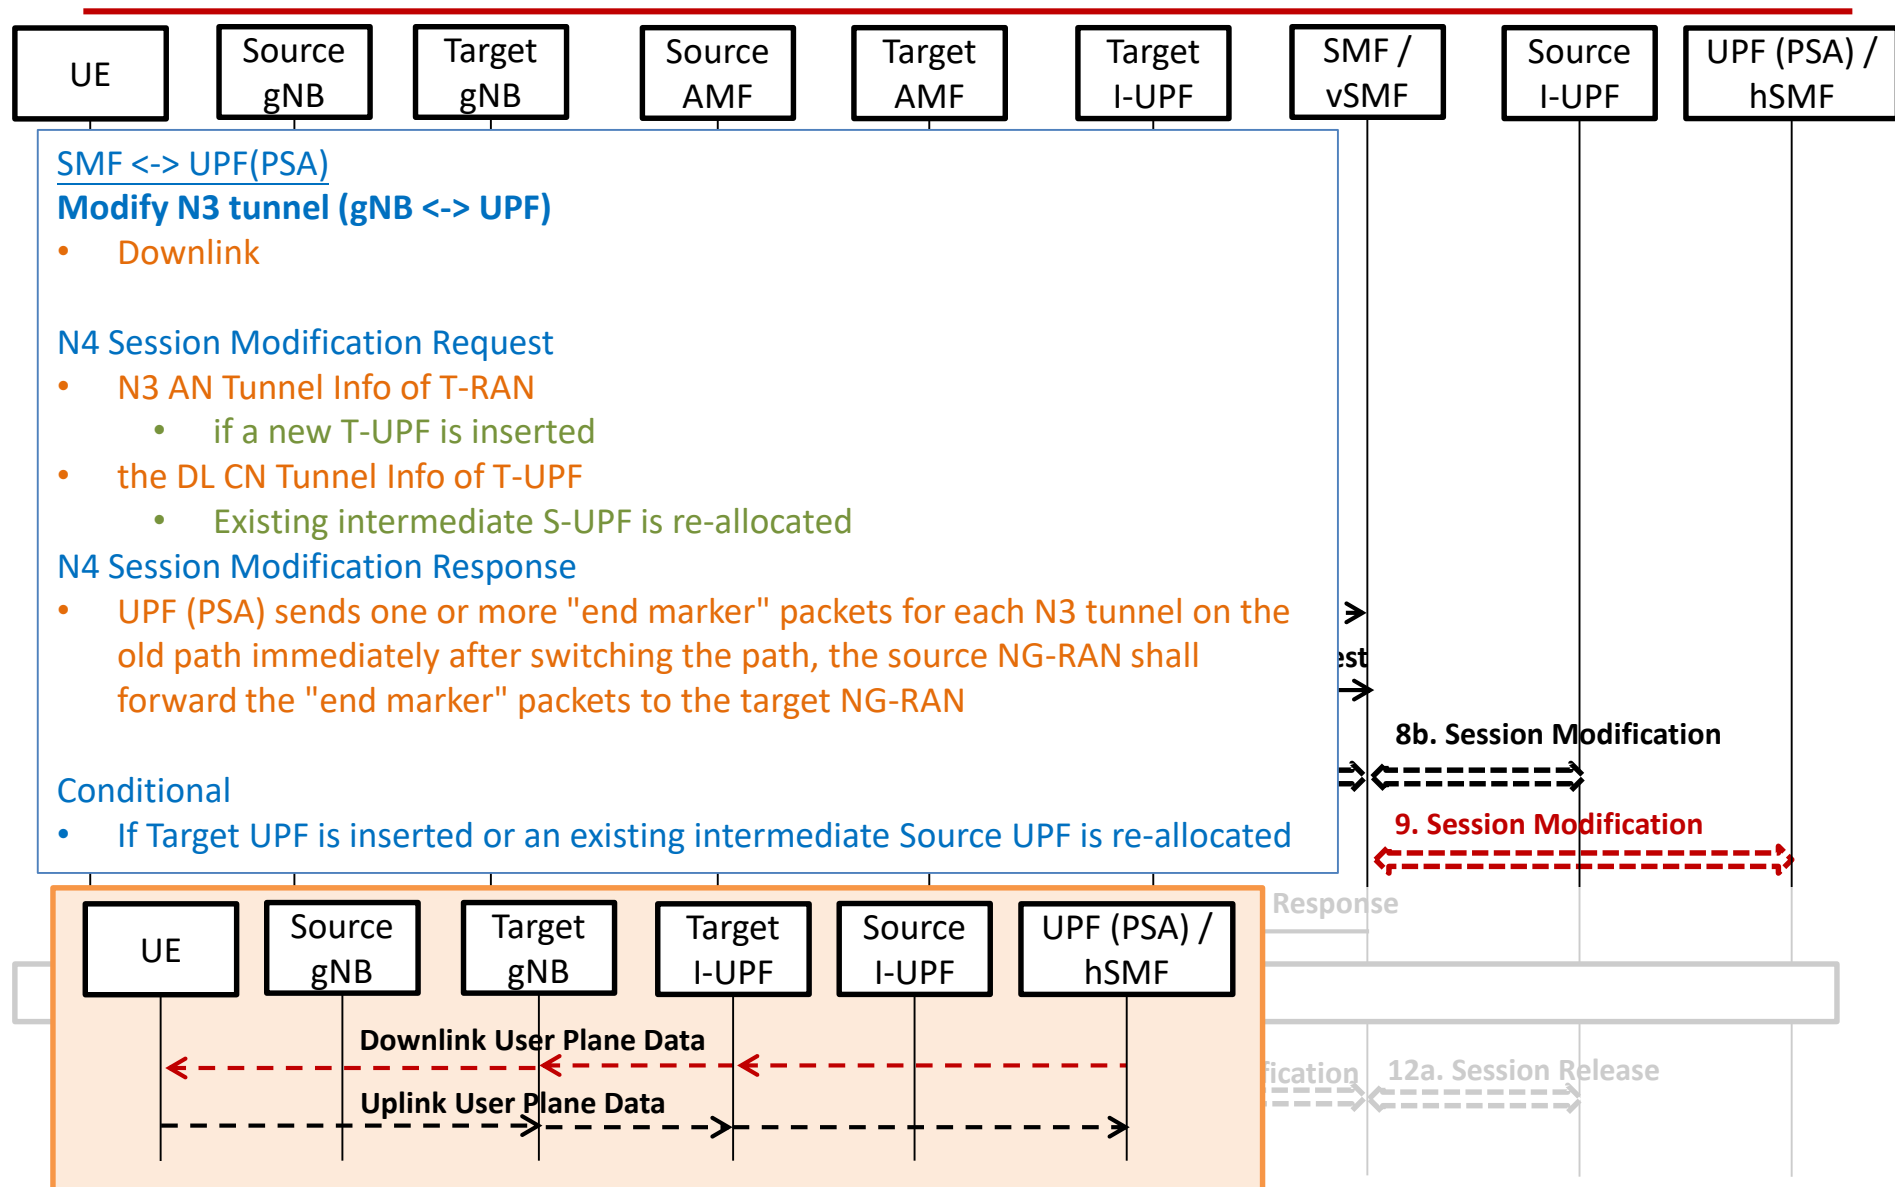 UE
Source
gNB
Target
gNB
Source
AMF
Target
AMF
Target
I-UPF
SMF /
vSMF
Source
I-UPF
UPF (PSA) /
hSMF
SMF <-> UPF(PSA)
Modify N3 tunnel (gNB <-> UPF)
• Downlink
N4 Session Modification Request
• N3 AN Tunnel Info of T-RAN
• if a new T-UPF is inserted
• the DL CN Tunnel Info of T-UPF
• Existing intermediate S-UPF is re-allocated
N4 Session Modification Response
• UPF (PSA) sends one or more "end marker" packets for each N3 tunnel on the
old path immediately after switching the path, the source NG-RAN shall
forward the "end marker" packets to the target NG-RAN
Conditional
• If Target UPF is inserted or an existing intermediate Source UPF is re-allocated
est
8b. Session Modification
9. Session Modification
Response
UE
Source
gNB
Target
gNB
Target
I-UPF
Source
I-UPF
UPF (PSA) /
hSMF
Downlink User Plane Data
Uplink User Plane Data
fication
12a. Session Release